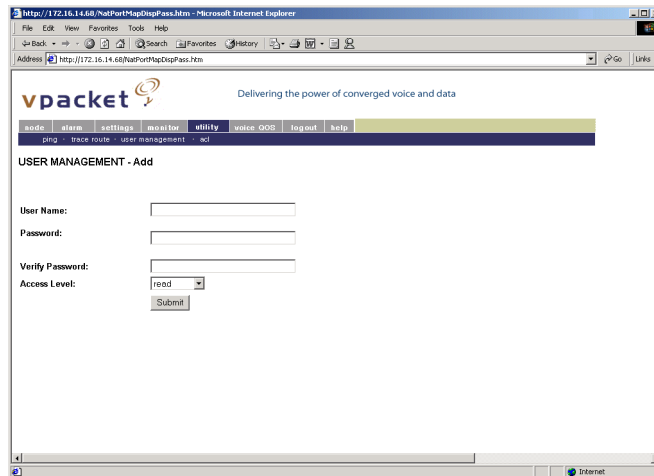 http://172.16.14.68/NatPortMapDispPass.htm - Microsoft Internet Explorer
File Edit View Favorites Tools Help
Back Search Favorites History
Address http://172.16.14.68/NatPortMapDispPass.htm Go Links
vpacket Delivering the power of converged voice and data
node alarm settings monitor utility voice QOS logout help
ping · trace route · user management · acl
USER MANAGEMENT - Add
User Name:
Password:
Verify Password:
Access Level: read
Submit
Internet